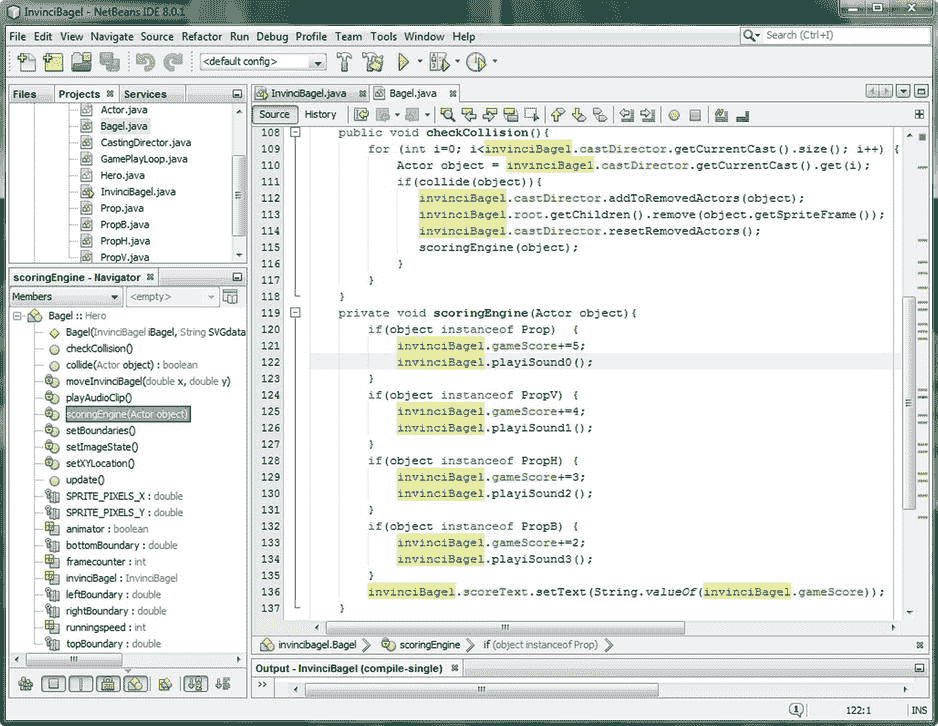 InvinciBagel - NetBeans IDE 8.0.1
File Edit View Navigate Source Refactor Run Debug Profile Team Tools Window Help
Search (Ctrl+I)
<default config>
Files Projects Services
Actor.java
Bagel.java
CastingDirector.java
GamePlayLoop.java
Hero.java
InvinciBagel.java
Prop.java
PropB.java
PropH.java
PropV.java
scoringEngine - Navigator
Members <empty>
Bagel :: Hero
Bagel(InvinciBagel iBagel, String SVGdata
checkCollision()
collide(Actor object) : boolean
moveInvinciBagel(double x, double y)
playAudioClip()
scoringEngine(Actor object)
setBoundaries()
setImageState()
setXYLocation()
update()
SPRITE_PIXELS_X : double
SPRITE_PIXELS_Y : double
animator : boolean
bottomBoundary : double
framecounter : int
invinciBagel : InvinciBagel
leftBoundary : double
rightBoundary : double
runningspeed : int
topBoundary : double
InvinciBagel.java Bagel.java
Source History
108 public void checkCollision(){
109 for (int i=0; i<invinciBagel.castDirector.getCurrentCast().size(); i++) {
110 Actor object = invinciBagel.castDirector.getCurrentCast().get(i);
111 if(collide(object)){
112 invinciBagel.castDirector.addToRemovedActors(object);
113 invinciBagel.root.getChildren().remove(object.getSpriteFrame());
114 invinciBagel.castDirector.resetRemovedActors();
115 scoringEngine(object);
116 }
117 }
118 }
119 private void scoringEngine(Actor object){
120 if(object instanceof Prop) {
121 invinciBagel.gameScore+=5;
122 invinciBagel.playiSound0();
123 }
124 if(object instanceof PropV) {
125 invinciBagel.gameScore+=4;
126 invinciBagel.playiSound1();
127 }
128 if(object instanceof PropH) {
129 invinciBagel.gameScore+=3;
130 invinciBagel.playiSound2();
131 }
132 if(object instanceof PropB) {
133 invinciBagel.gameScore+=2;
134 invinciBagel.playiSound3();
135 }
136 invinciBagel.scoreText.setText(String.valueOf(invinciBagel.gameScore));
137 }
invincibagel.Bagel scoringEngine if (object instanceof Prop)
Output - InvinciBagel (compile-single)
122:1 INS